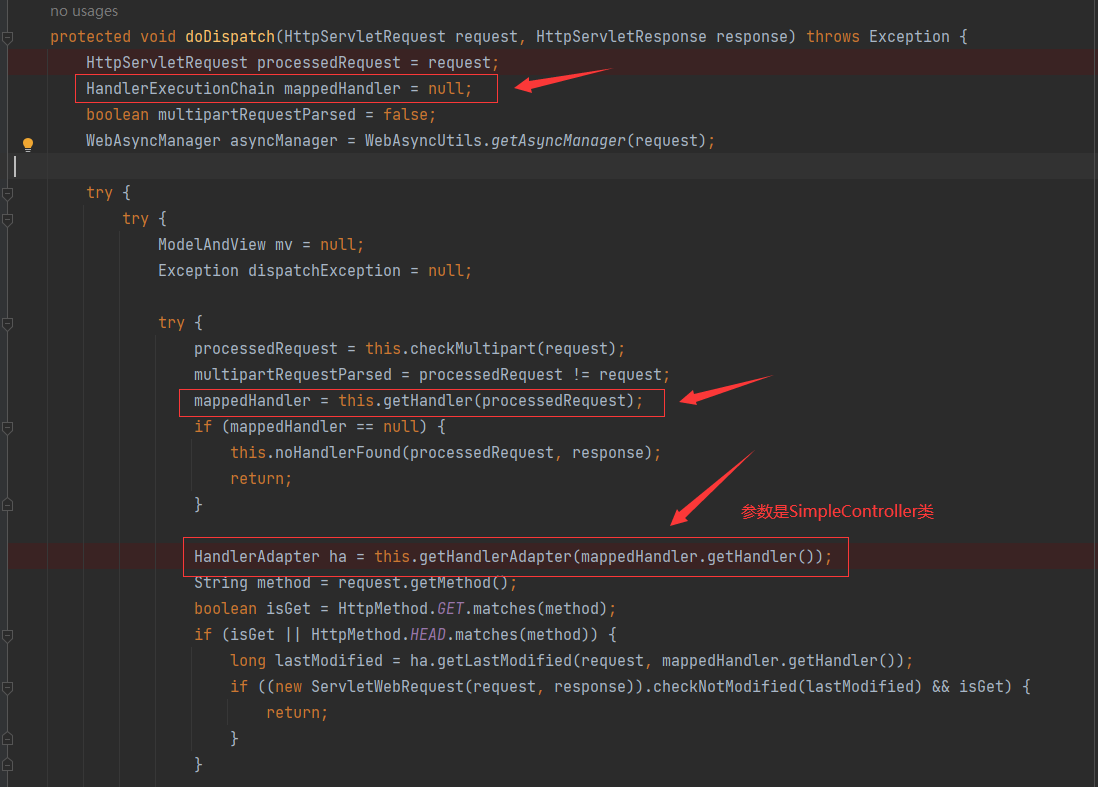 no usages
protected void doDispatch(HttpServletRequest request, HttpServletResponse response) throws Exception {
HttpServletRequest processedRequest = request;
HandlerExecutionChain mappedHandler = null;
boolean multipartRequestParsed = false;
WebAsyncManager asyncManager = WebAsyncUtils.getAsyncManager(request);
try {
try {
ModelAndView mv = null;
Exception dispatchException = null;
try {
processedRequest = this.checkMultipart(request);
multipartRequestParsed = processedRequest != request;
mappedHandler = this.getHandler(processedRequest);
if (mappedHandler == null) {
this.noHandlerFound(processedRequest, response);
return;
}
参数是SimpleController类
HandlerAdapter ha = this.getHandlerAdapter(mappedHandler.getHandler());
String method = request.getMethod();
boolean isGet = HttpMethod.GET.matches(method);
if (isGet || HttpMethod.HEAD.matches(method)) {
long lastModified = ha.getLastModified(request, mappedHandler.getHandler());
if ((new ServletWebRequest(request, response)).checkNotModified(lastModified) && isGet) {
return;
}
}